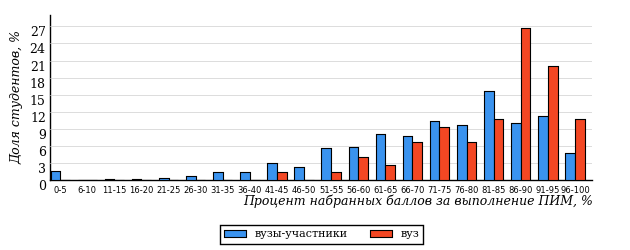 Доля студентов, %
27
24
21
18
15
12
9
6
3
0
0-5 6-10 11-15 16-20 21-25 26-30 31-35 36-40 41-45 46-50 51-55 56-60 61-65 66-70 71-75 76-80 81-85 86-90 91-95 96-100
Процент набранных баллов за выполнение ПИМ, %
вузы-участники вуз